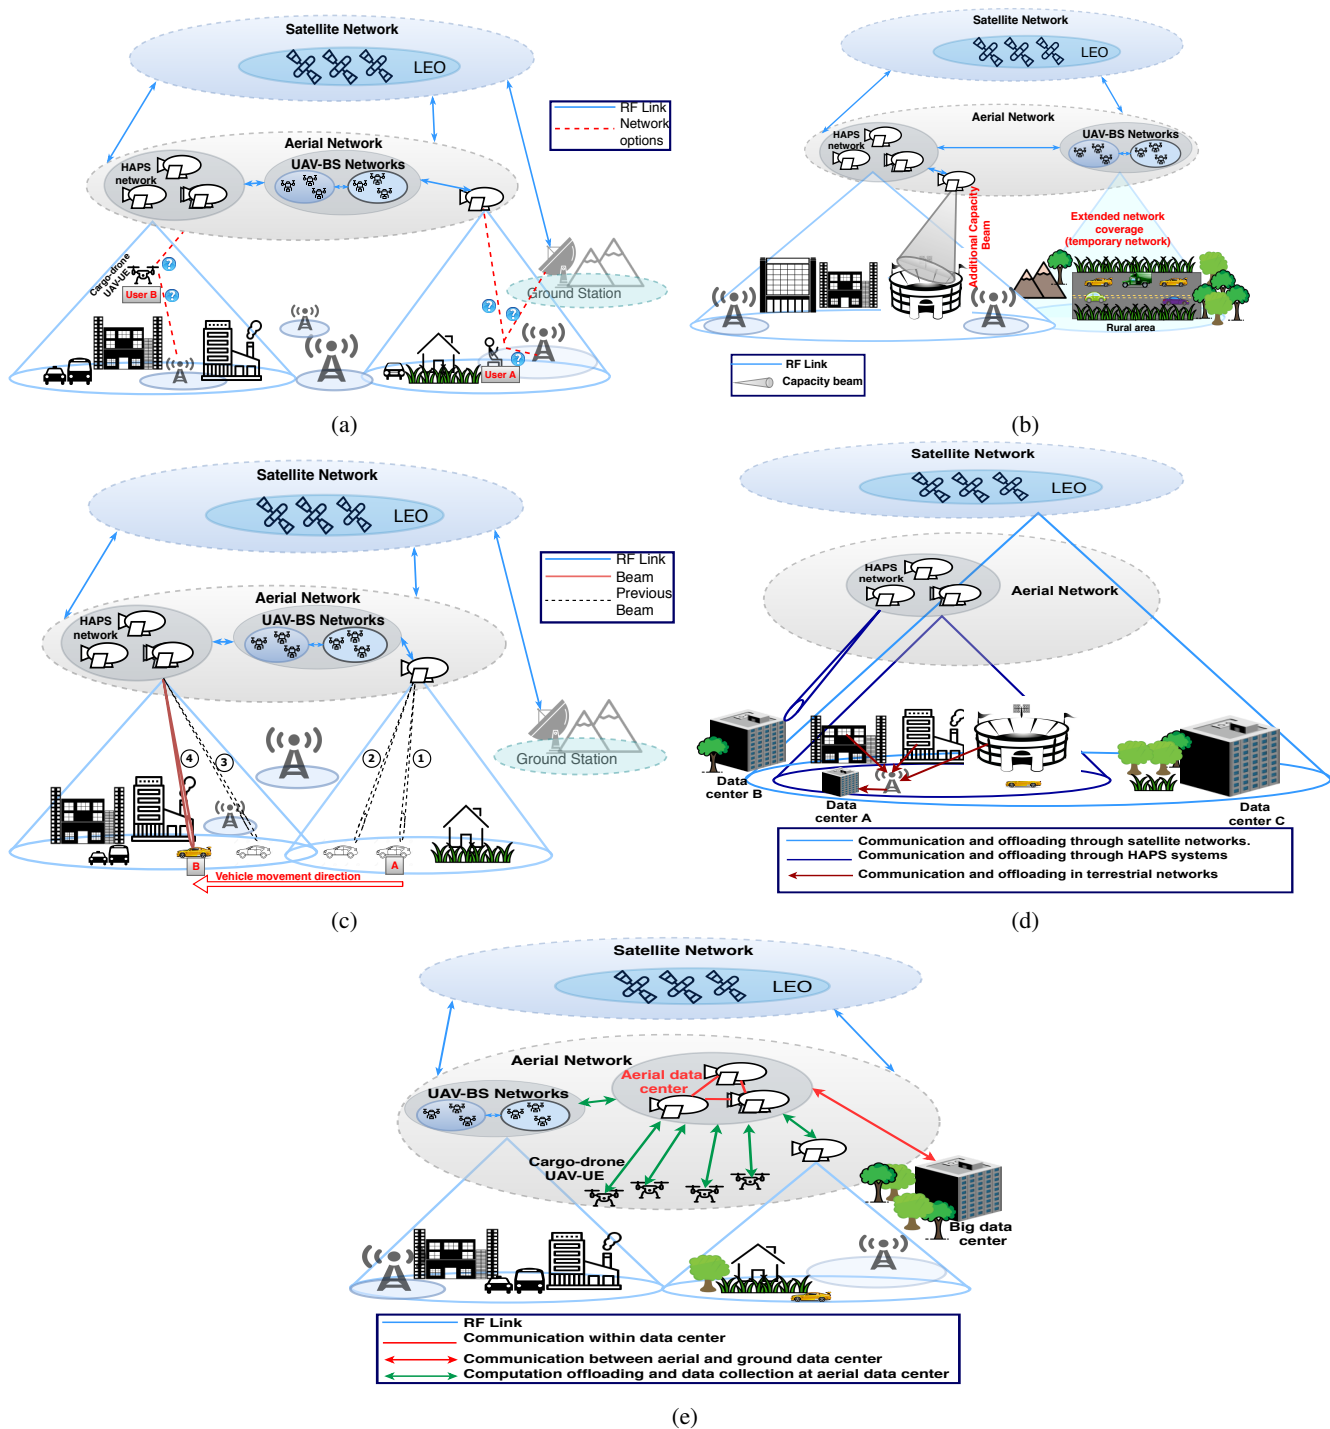 Satellite Network
LEO
Aerial Network
HAPS
network
UAV-BS Networks
RF Link
Network
options
Cargo-drone
UAV-UE
?
User B
?
?
?
?
User A
Ground Station
(a)
Satellite Network
LEO
Aerial Network
HAPS
network
UAV-BS Networks
Additional Capacity
Beam
Extended network
coverage
(temporary network)
Rural area
RF Link
Capacity beam
(b)
Satellite Network
LEO
RF Link
Beam
Previous
Beam
Aerial Network
HAPS
network
UAV-BS Networks
4
3
2
1
Ground Station
B
A
Vehicle movement direction
(c)
Satellite Network
LEO
HAPS
network
Aerial Network
Data
center B
Data
center A
Data
center C
Communication and offloading through satellite networks.
Communication and offloading through HAPS systems
Communication and offloading in terrestrial networks
(d)
Satellite Network
LEO
Aerial Network
Aerial data
center
UAV-BS Networks
Cargo-drone
UAV-UE
Big data
center
RF Link
Communication within data center
Communication between aerial and ground data center
Computation offloading and data collection at aerial data center
(e)